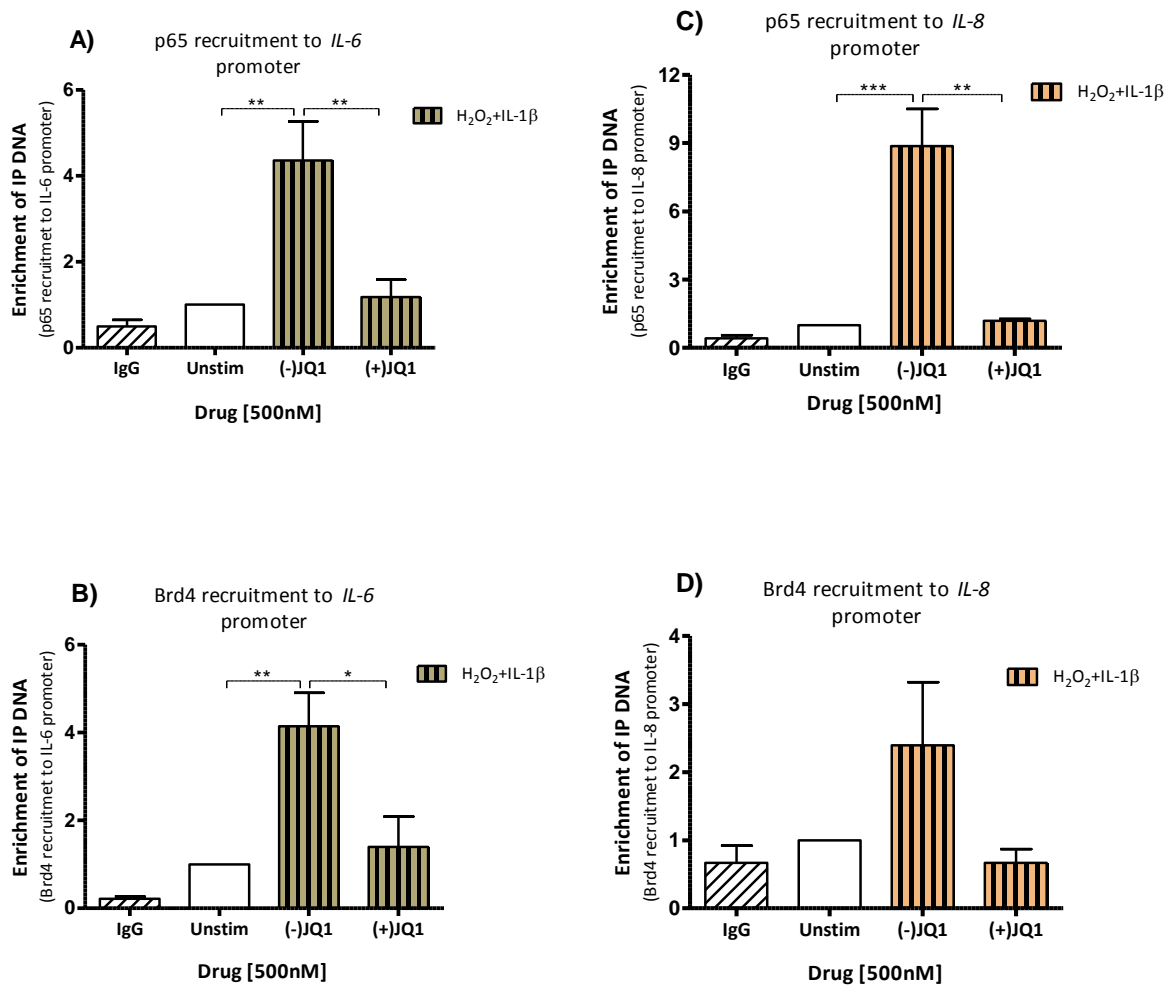 A)
p65 recruitment to IL-6
promoter
Enrichment of IP DNA
(p65 recruitmet to IL-6 promoter)
6
4
2
0
** **
H₂O₂+IL-1β
IgG Unstim (-)JQ1 (+)JQ1
Drug [500nM]
C)
p65 recruitment to IL-8
promoter
Enrichment of IP DNA
(p65 recruitmet to IL-8 promoter)
12
9
6
3
0
*** **
H₂O₂+IL-1β
IgG Unstim (-)JQ1 (+)JQ1
Drug [500nM]
B)
Brd4 recruitment to IL-6
promoter
Enrichment of IP DNA
(Brd4 recruitmet to IL-6 promoter)
6
4
2
0
** *
H₂O₂+IL-1β
IgG Unstim (-)JQ1 (+)JQ1
Drug [500nM]
D)
Brd4 recruitment to IL-8
promoter
Enrichment of IP DNA
(Brd4 recruitmet to IL-8 promoter)
4
3
2
1
0
H₂O₂+IL-1β
IgG Unstim (-)JQ1 (+)JQ1
Drug [500nM]